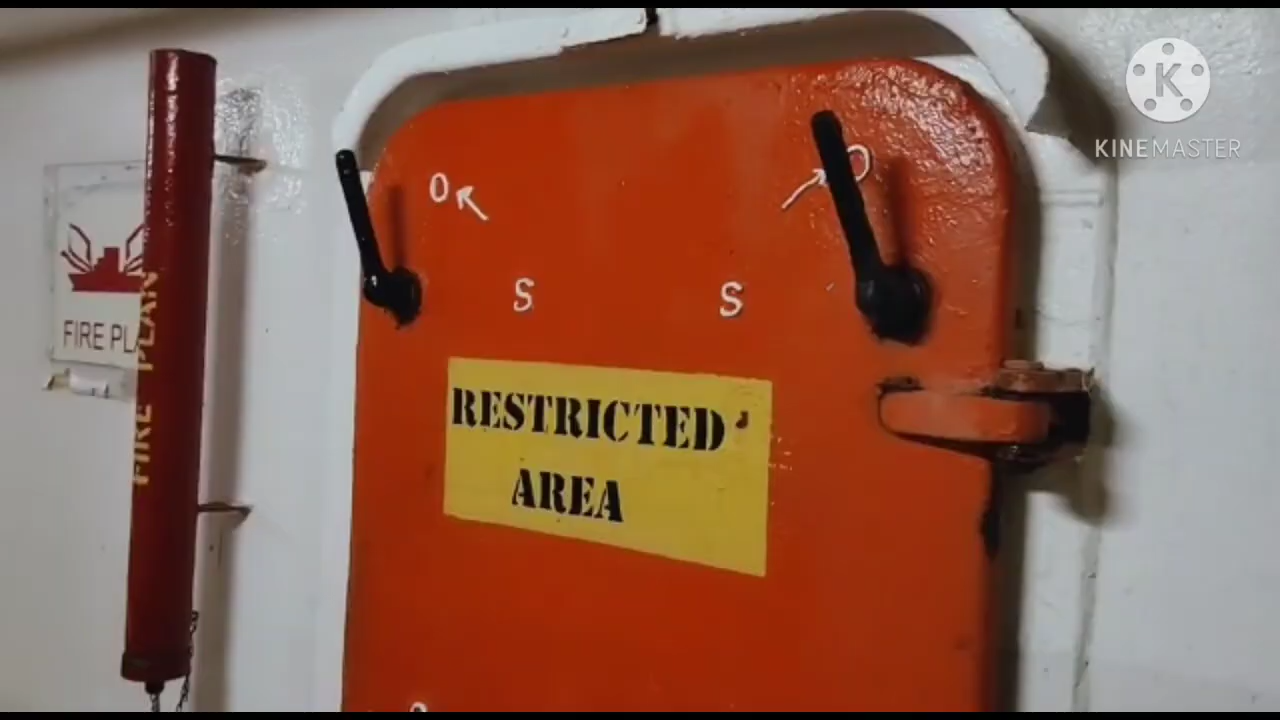 K
KINEMASTER
O
O
S
S
FIRE PLAN
FIRE PLA
RESTRICTED
AREA